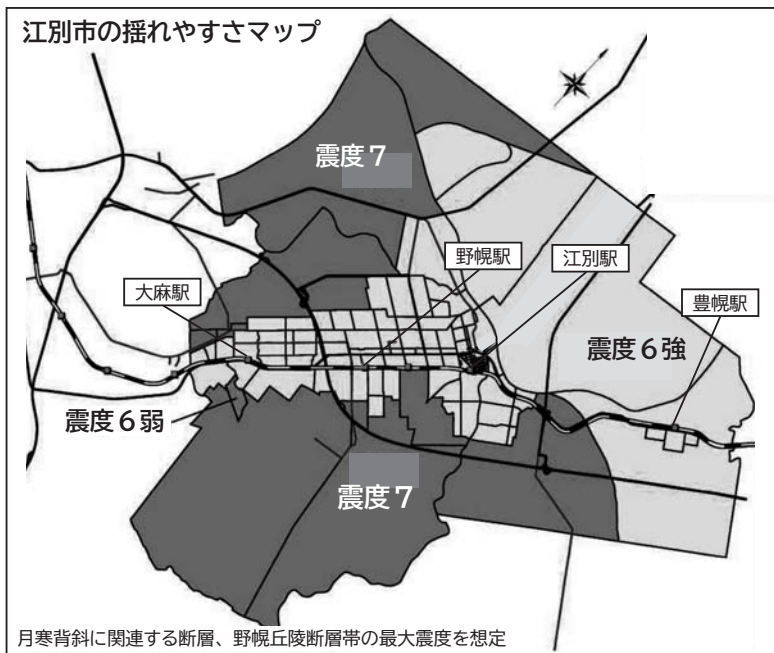 江別市の揺れやすさマップ
震度7
野幌駅
江別駅
大麻駅
豊幌駅
震度6強
震度6弱
震度7
月寒背斜に関連する断層、野幌丘陵断層帯の最大震度を想定